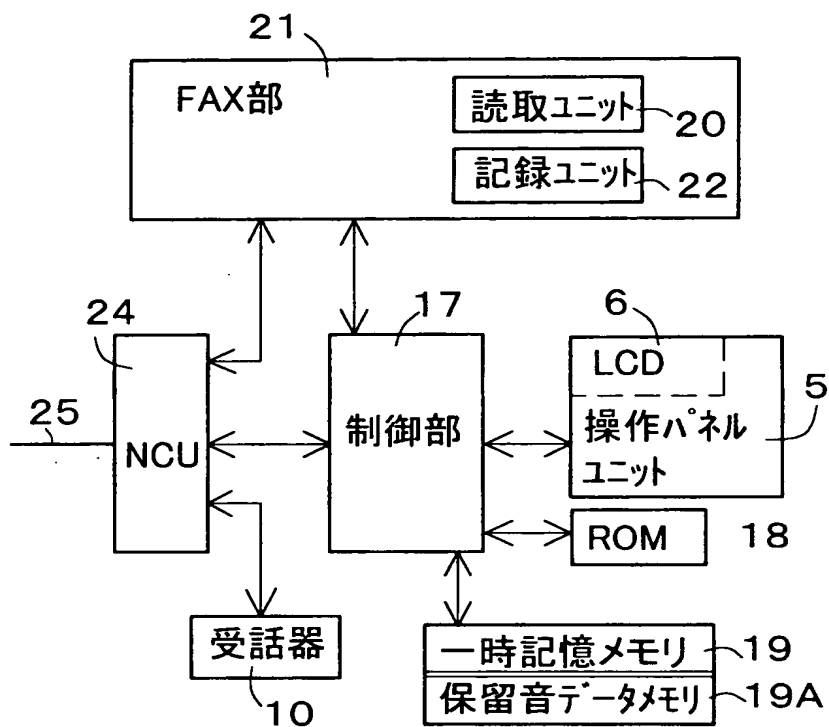 21
FAX部
読取ユニット
20
記録ユニット
22
24
17
6
LCD
5
25
NCU
制御部
操作パネル
ユニット
ROM
18
受話器
10
一時記憶メモリ
19
保留音データメモリ
19A